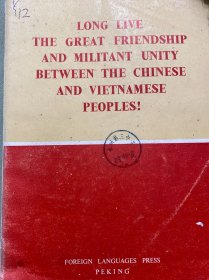 LONG LIVE
THE GREAT FRIENDSHIP
AND MILITANT UNITY
BETWEEN THE CHINESE
AND VIETNAMESE
PEOPLES!
FOREIGN LANGUAGES PRESS
PEKING